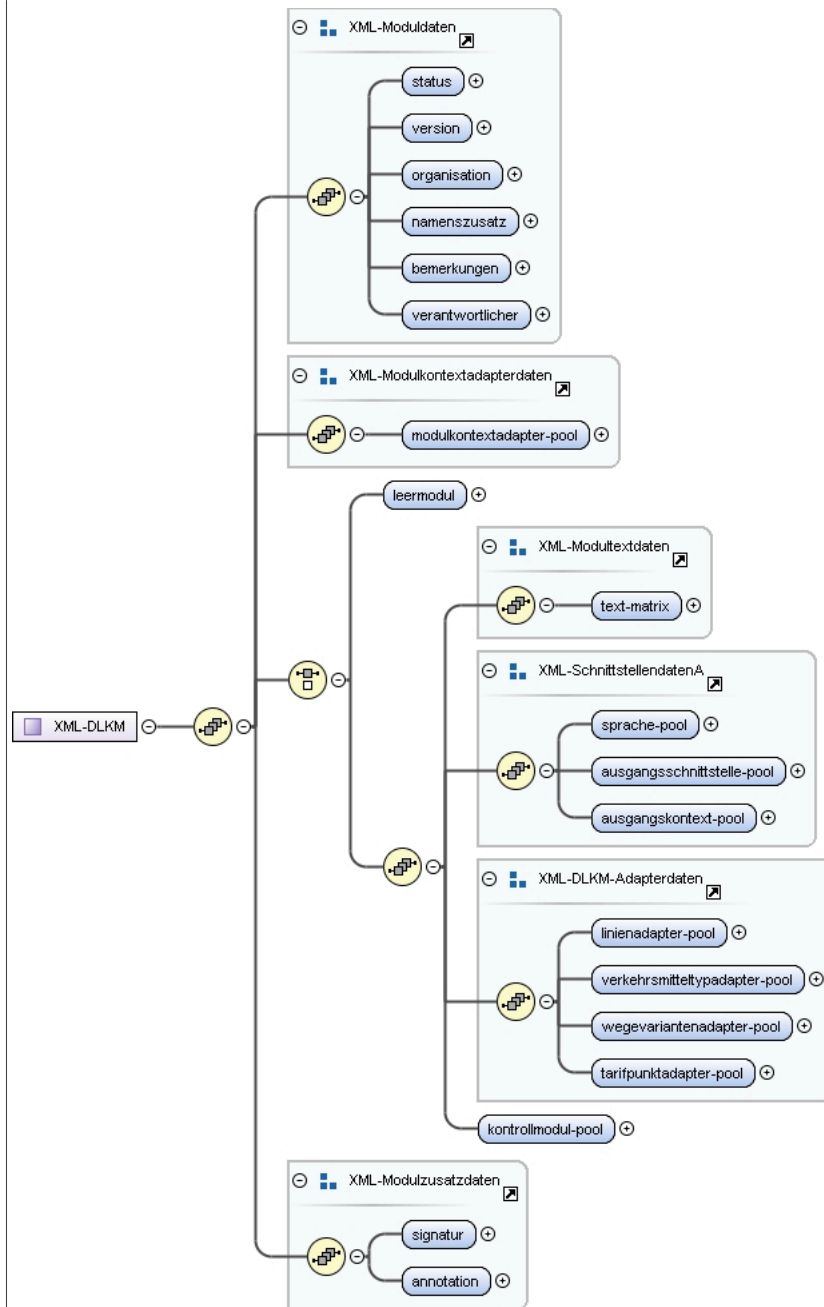 XML-Moduldaten
status
version
organisation
namenszusatz
bemerkungen
verantwortlicher
XML-Modulkontextadapterdaten
modulkontextadapter-pool
leermodul
XML-Modultextdaten
text-matrix
XML-SchnittstellendatenA
sprache-pool
ausgangsschnittstelle-pool
ausgangskontext-pool
XML-DLKM
XML-DLKM-Adapterdaten
linienadapter-pool
verkehrsmitteltypadapter-pool
wegevariantenadapter-pool
tarifpunktadapter-pool
kontrollmodul-pool
XML-Modulzusatzdaten
signatur
annotation